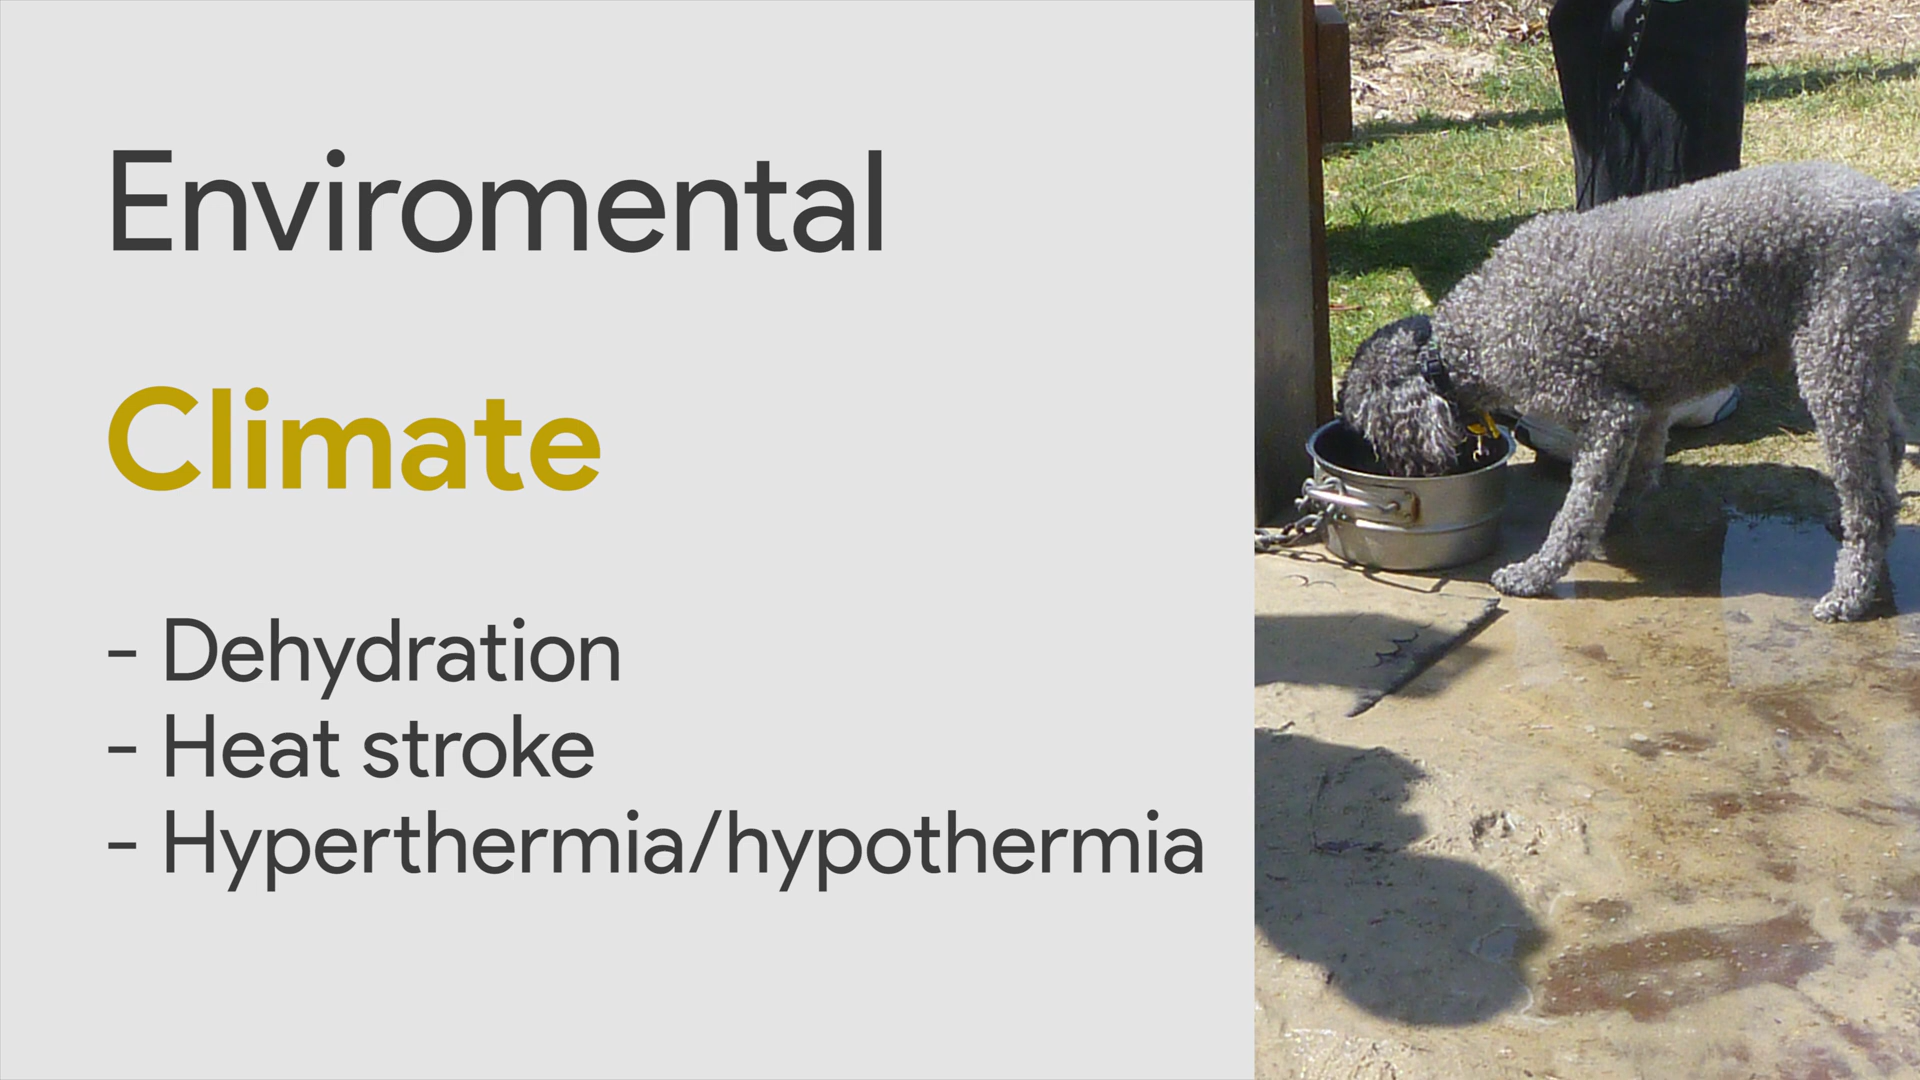 Enviromental
Climate
- Dehydration
- Heat stroke
- Hyperthermia/hypothermia